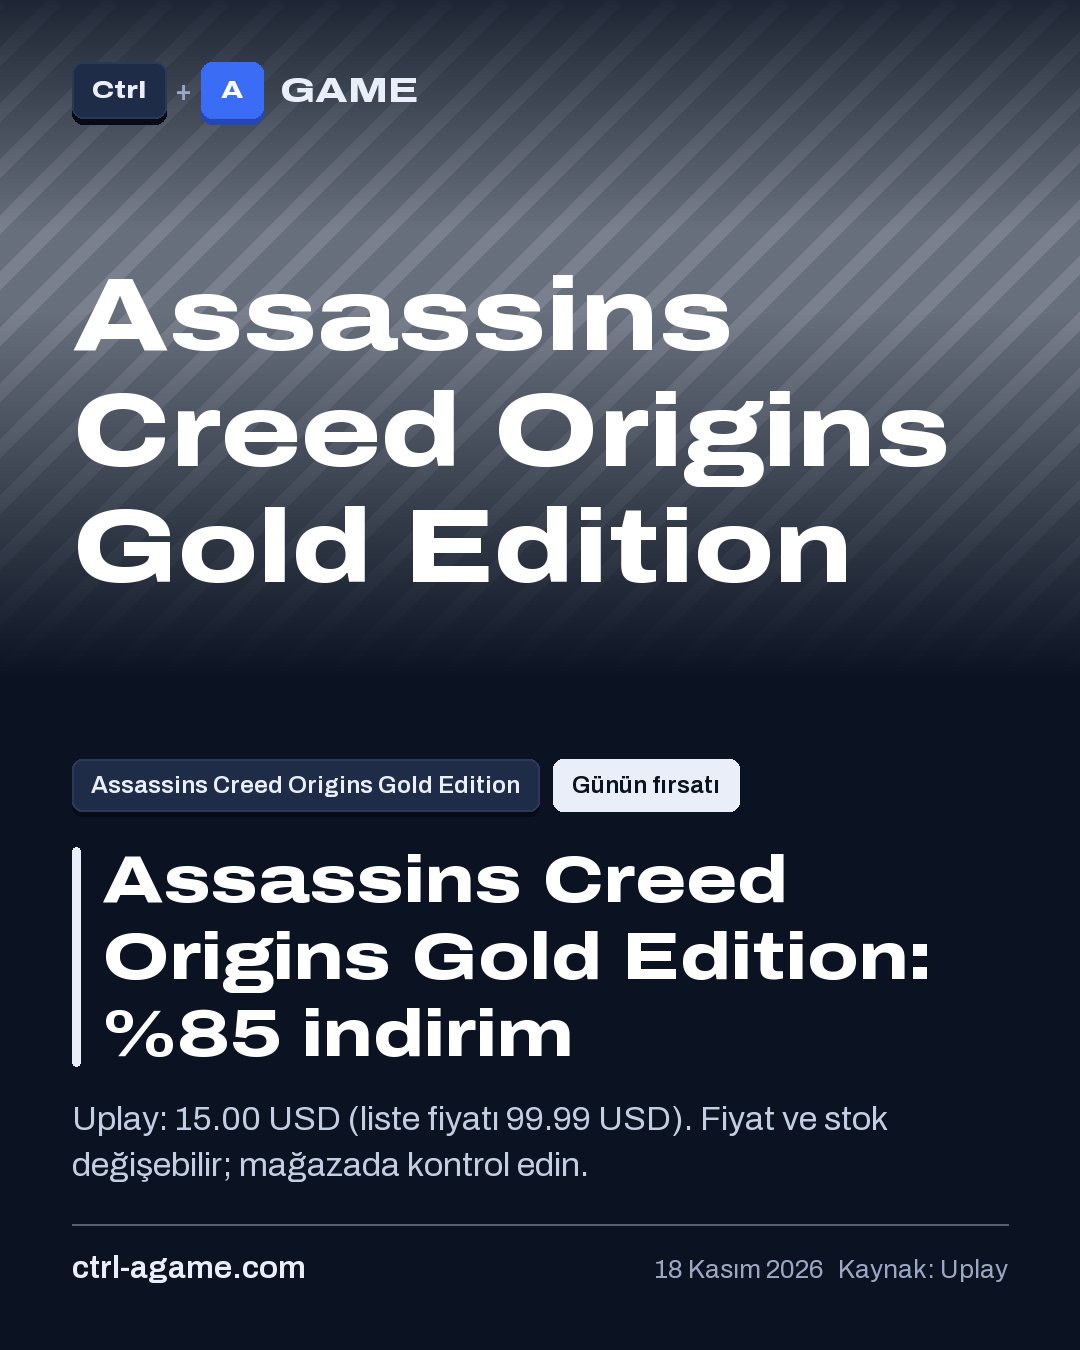 Ctrl + A GAME
Assassins
Creed Origins
Gold Edition
Assassins Creed Origins Gold Edition Günün fırsatı
Assassins Creed
Origins Gold Edition:
%85 indirim
Uplay: 15.00 USD (liste fiyatı 99.99 USD). Fiyat ve stok
değişebilir; mağazada kontrol edin.
ctrl-agame.com 18 Kasım 2026 Kaynak: Uplay